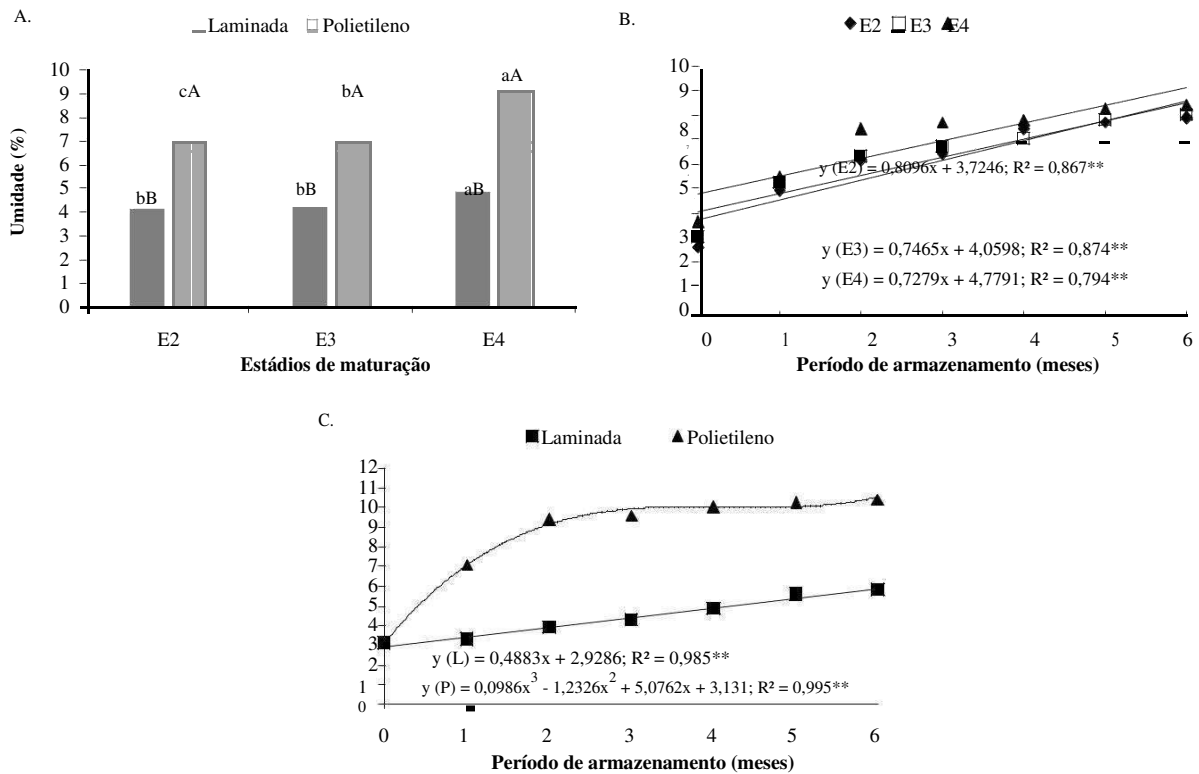 A.
Laminada Polietileno
Umidade (%)
10
9
8
7
6
5
4
3
2
1
0
bB
cA
bB
bA
aB
aA
E2 E3 E4
Estádios de maturação
B.
E2 E3 E4
10
9
8
7
6
5
3
2
1
0
y (E2) = 0,8096x + 3,7246; R² = 0,867**
y (E3) = 0,7465x + 4,0598; R² = 0,874**
y (E4) = 0,7279x + 4,7791; R² = 0,794**
0 1 2 3 4 5 6
Período de armazenamento (meses)
C.
Laminada Polietileno
12
11
10
9
8
7
6
5
4
3
2
1
0
y (L) = 0,4883x + 2,9286; R² = 0,985**
y (P) = 0,0986x³ - 1,2326x² + 5,0762x + 3,131; R² = 0,995**
0 1 2 3 4 5 6
Período de armazenamento (meses)